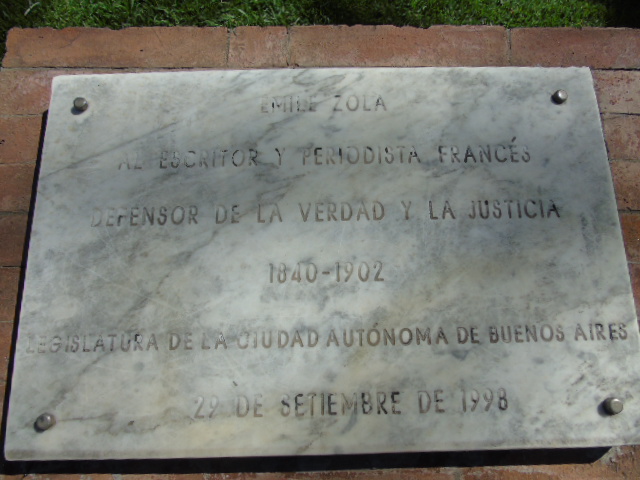 EMILE ZOLA
AL ESCRITOR Y PERIODISTA FRANCÉS
DEFENSOR DE LA VERDAD Y LA JUSTICIA
1840-1902
LEGISLATURA DE LA CIUDAD AUTÓNOMA DE BUENOS AIRES
29 DE SETIEMBRE DE 1998